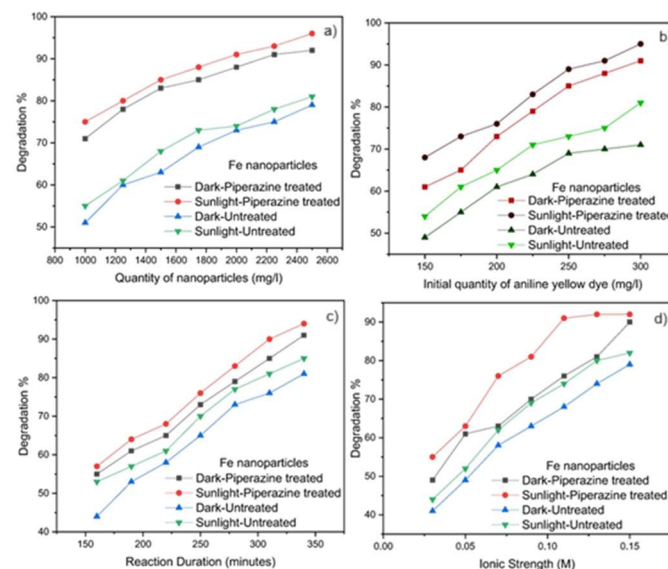 a)
Degradation %
100
90
80
70
60
50
Fe nanoparticles
Dark-Piperazine treated
Sunlight-Piperazine treated
Dark-Untreated
Sunlight-Untreated
800 1000 1200 1400 1600 1800 2000 2200 2400 2600
Quantity of nanoparticles (mg/l)
b
Degradation %
100
90
80
70
60
50
Fe nanoparticles
Dark-Piperazine treated
Sunlight-Piperazine treated
Dark-Untreated
Sunlight-Untreated
150 200 250 300
Initial quantity of aniline yellow dye (mg/l)
c)
Degradation %
100
90
80
70
60
50
40
Fe nanoparticles
Dark-Piperazine treated
Sunlight-Piperazine treated
Dark-Untreated
Sunlight-Untreated
150 200 250 300 350
Reaction Duration (minutes)
d)
Degradation %
90
80
70
60
50
40
Fe nanoparticles
Dark-Piperazine treated
Sunlight-Piperazine treated
Dark-Untreated
Sunlight-Untreated
0.00 0.05 0.10 0.15
Ionic Strength (M)